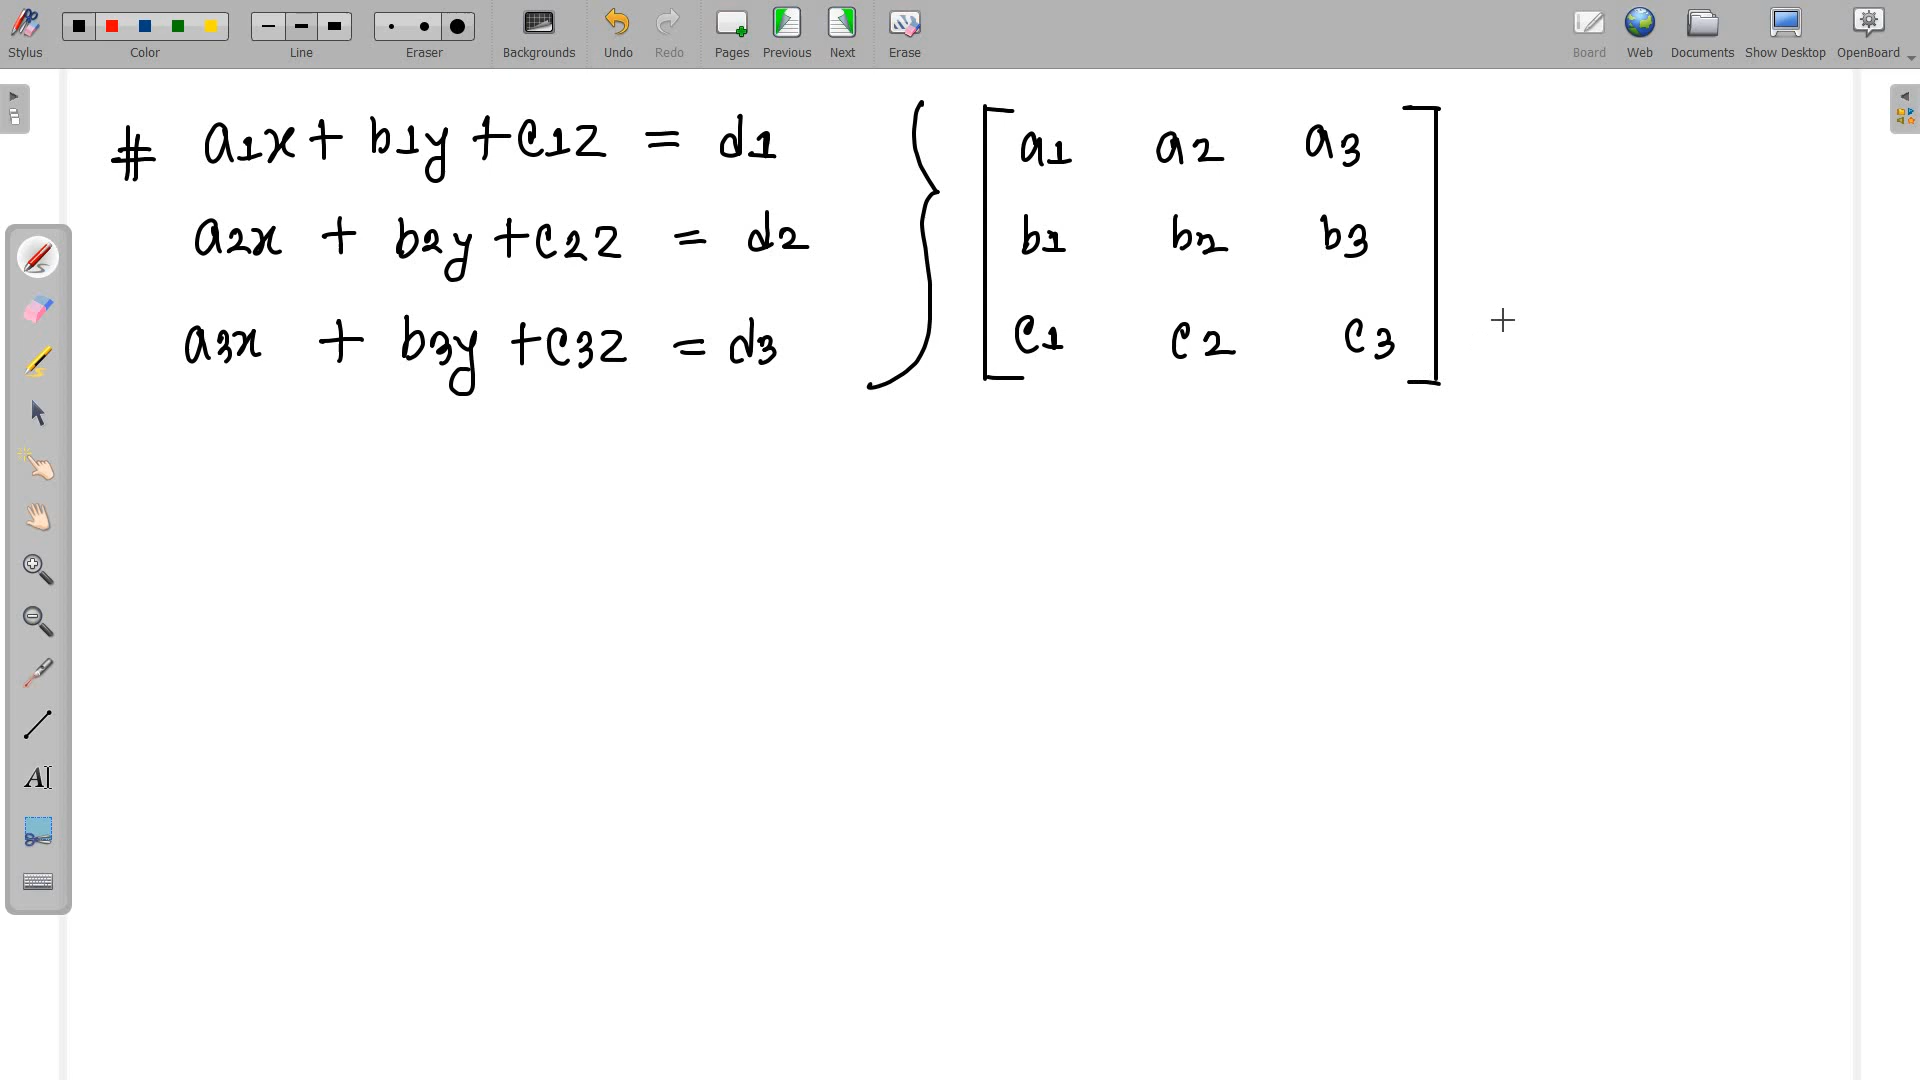 Stylus Color Line Eraser Backgrounds Undo Redo Pages Previous Next Erase Board Web Documents Show Desktop OpenBoard
# a1x + b1y + c1z = d1
a2x + b2y + c2z = d2
a3x + b3y + c3z = d3
a1 a2 a3
b1 b2 b3
c1 c2 c3